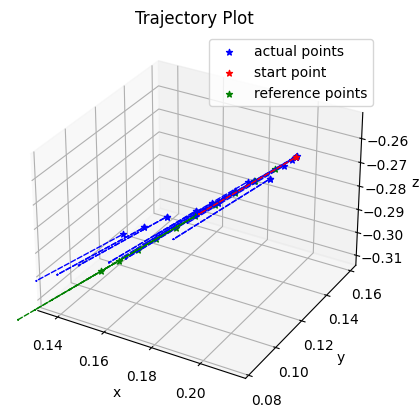 Trajectory Plot
actual points
start point
reference points
−0.26
−0.27
−0.28
−0.29
−0.30
−0.31
z
0.16
0.14
0.12
0.10
0.08
y
0.14
0.16
0.18
0.20
x